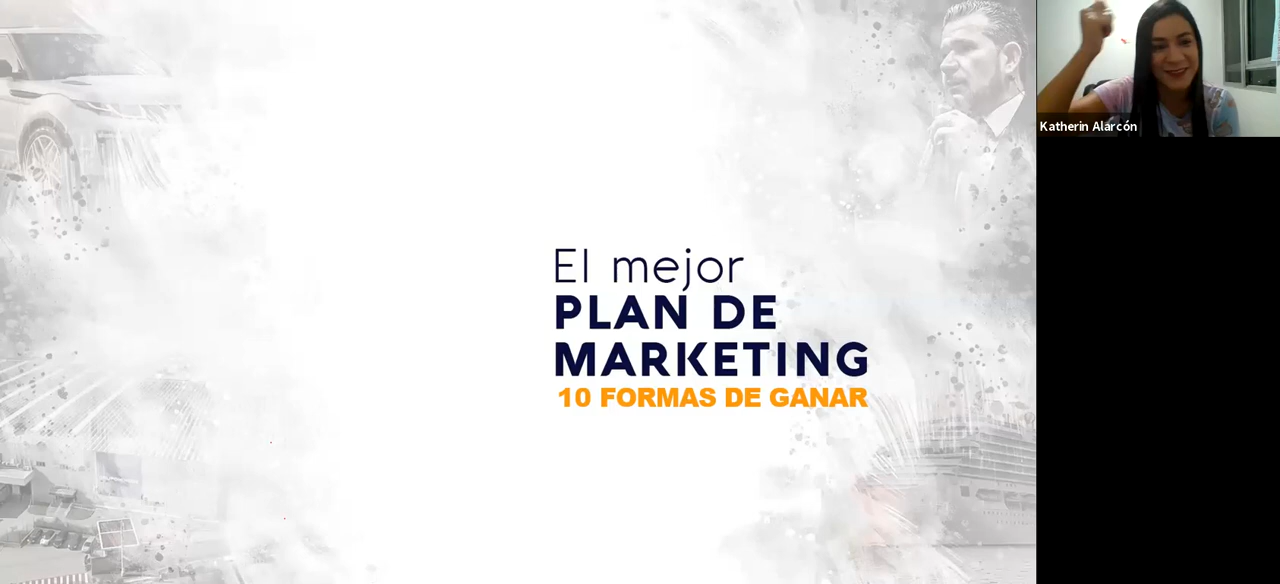 El mejor
PLAN DE
MARKETING
10 FORMAS DE GANAR
Katherin Alarcón